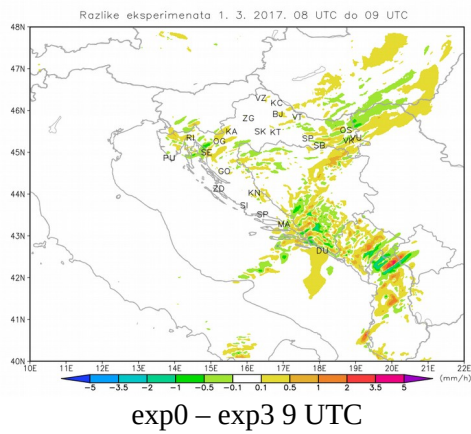 Razlike eksperimenata 1. 3. 2017. 08 UTC do 09 UTC
48N
47N
46N
45N
44N
43N
42N
41N
40N
VZ
KC
ZG
BJ
VT
KA
SK KT
OS
RI
OG
SP
VK VU
SB
SE
PU
GO
ZD
KN
SI
SP
MA
DU
10E 11E 12E 13E 14E 15E 16E 17E 18E 19E 20E 21E 22E
-5 -3.5 -2 -1 -0.5 -0.1 0.1 0.5 1 2 3.5 5 (mm/h)
exp0 – exp3 9 UTC